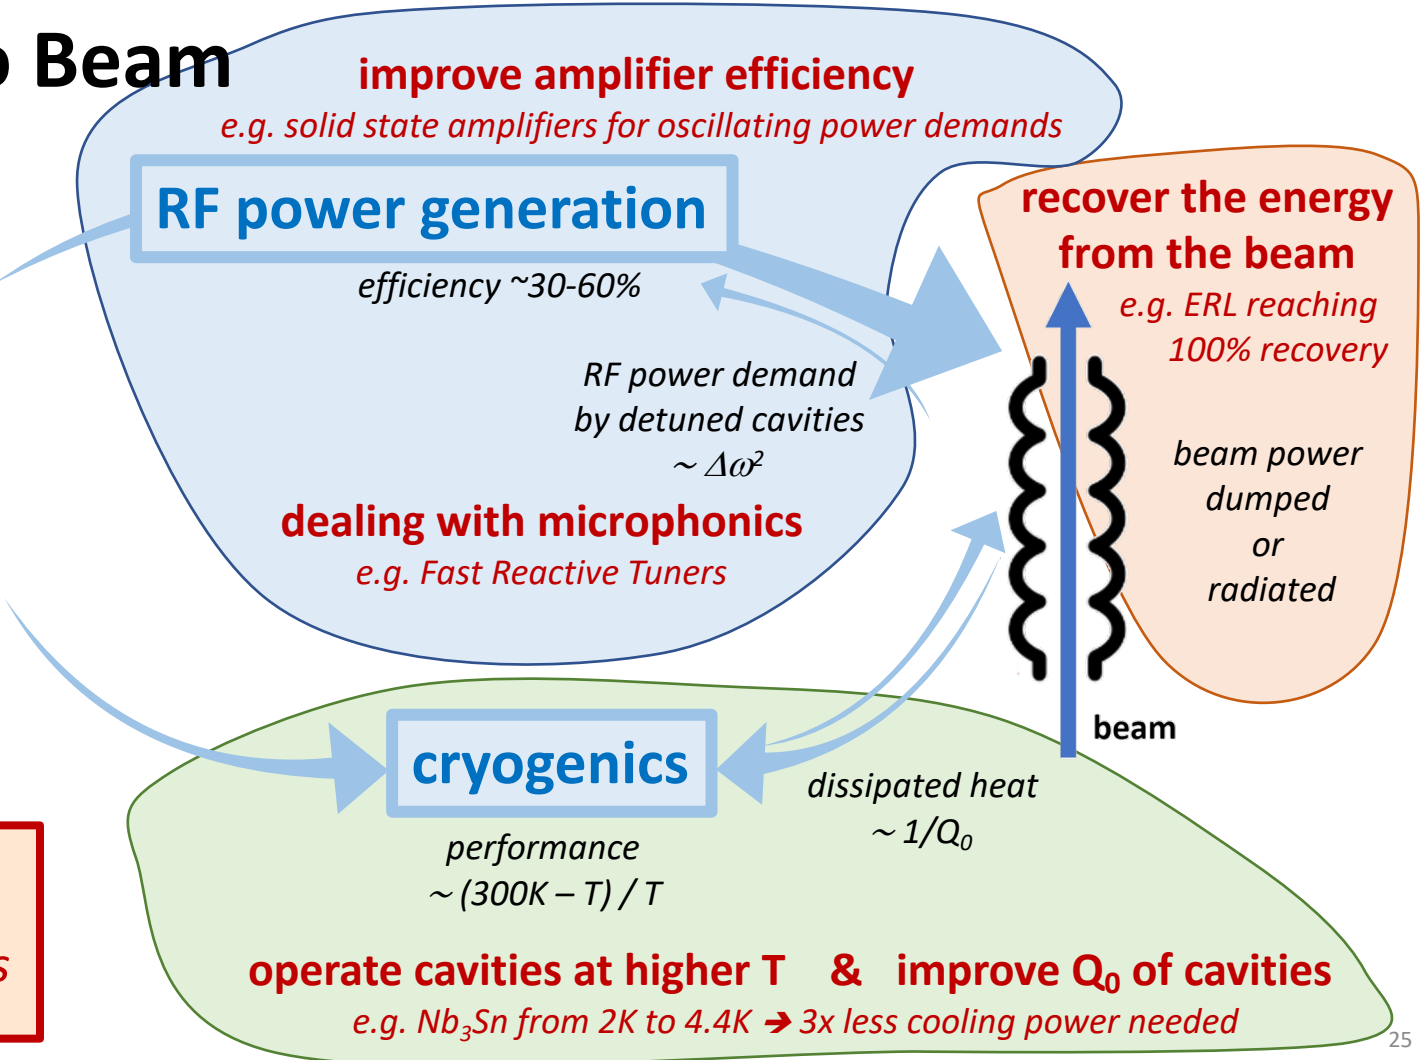 o Beam
improve amplifier efficiency
e.g. solid state amplifiers for oscillating power demands
RF power generation
efficiency ~30-60%
RF power demand
by detuned cavities
~ Δω²
dealing with microphonics
e.g. Fast Reactive Tuners
recover the energy
from the beam
e.g. ERL reaching
100% recovery
beam power
dumped
or
radiated
beam
cryogenics
performance
~ (300K – T) / T
dissipated heat
~ 1/Q₀
operate cavities at higher T & improve Q₀ of cavities
e.g. Nb₃Sn from 2K to 4.4K ➔ 3x less cooling power needed
s
25